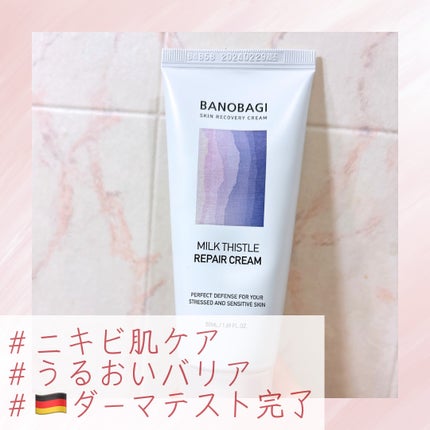 BANOBAGI
SKIN RECOVERY CREAM
MILK THISTLE
REPAIR CREAM
PERFECT DEFENSE FOR YOUR
STRESSED AND SENSITIVE SKIN
#ニキビ肌ケア
#うるおいバリア
#🇩🇪ダーマテスト完了